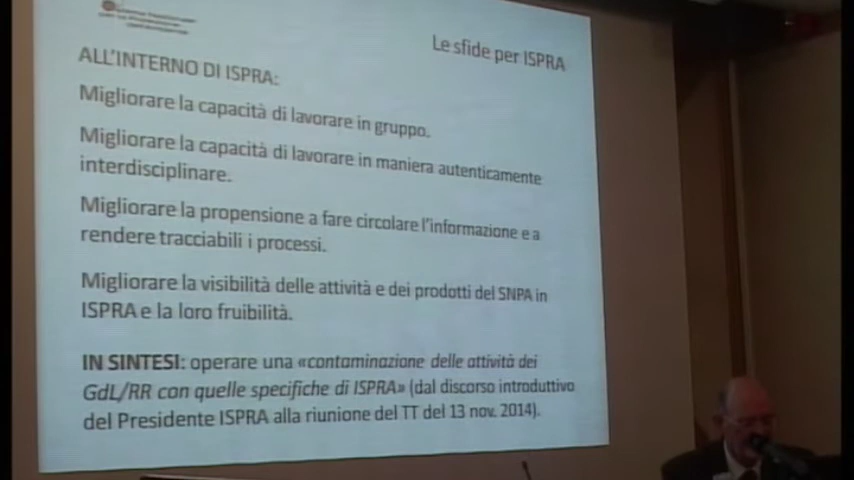 Le sfide per ISPRA
ALL'INTERNO DI ISPRA:
Migliorare la capacità di lavorare in gruppo.
Migliorare la capacità di lavorare in maniera autenticamente
interdisciplinare.
Migliorare la propensione a fare circolare l'informazione e a
rendere tracciabili i processi.
Migliorare la visibilità delle attività e dei prodotti del SNPA in
ISPRA e la loro fruibilità.
IN SINTESI: operare una «contaminazione delle attività dei
GdL/RR con quelle specifiche di ISPRA» (dal discorso introduttivo
del Presidente ISPRA alla riunione del TT del 13 nov. 2014).